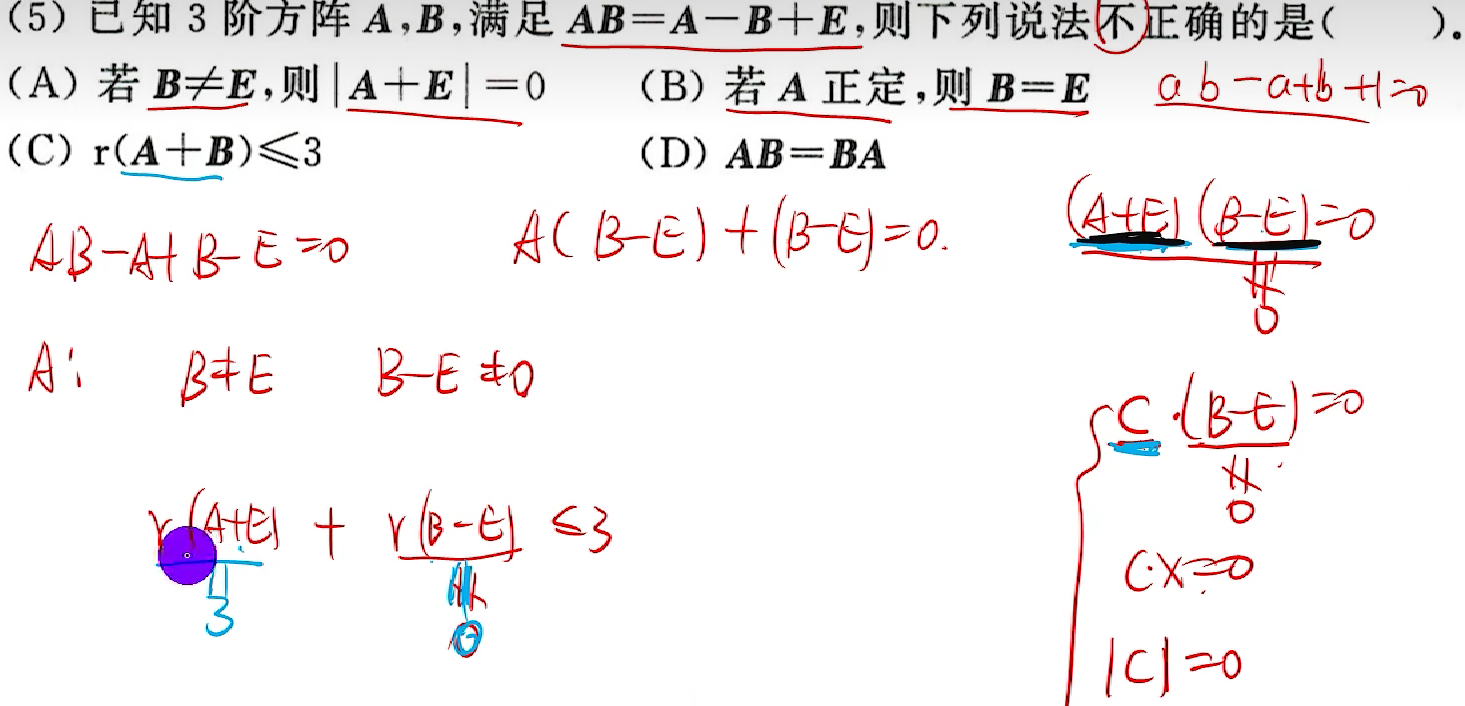 (5) 已知 3 阶方阵 A,B,满足 AB=A-B+E,则下列说法不正确的是(  ).
(A) 若 B≠E,则|A+E|=0 (B) 若 A 正定,则 B=E ab-a+b+1=0
(C) r(A+B)≤3 (D) AB=BA
AB-A+B-E=0 A(B-E)+(B-E)=0. (A+E)(B-E)=0
≠
0
A: B≠E B-E≠0
C·(B-E)=0
≠
0
r(A+E) + r(B-E) ≤3
C·X=0
3
0
|C|=0